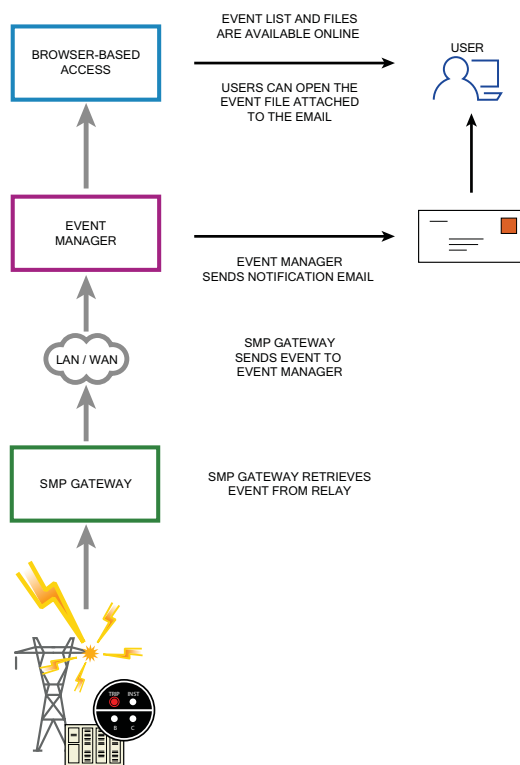 EVENT LIST AND FILES
ARE AVAILABLE ONLINE
BROWSER-BASED
ACCESS
USER
USERS CAN OPEN THE
EVENT FILE ATTACHED
TO THE EMAIL
EVENT
MANAGER
EVENT MANAGER
SENDS NOTIFICATION EMAIL
LAN / WAN
SMP GATEWAY
SENDS EVENT TO
EVENT MANAGER
SMP GATEWAY
SMP GATEWAY RETRIEVES
EVENT FROM RELAY
TRIP INST
B C